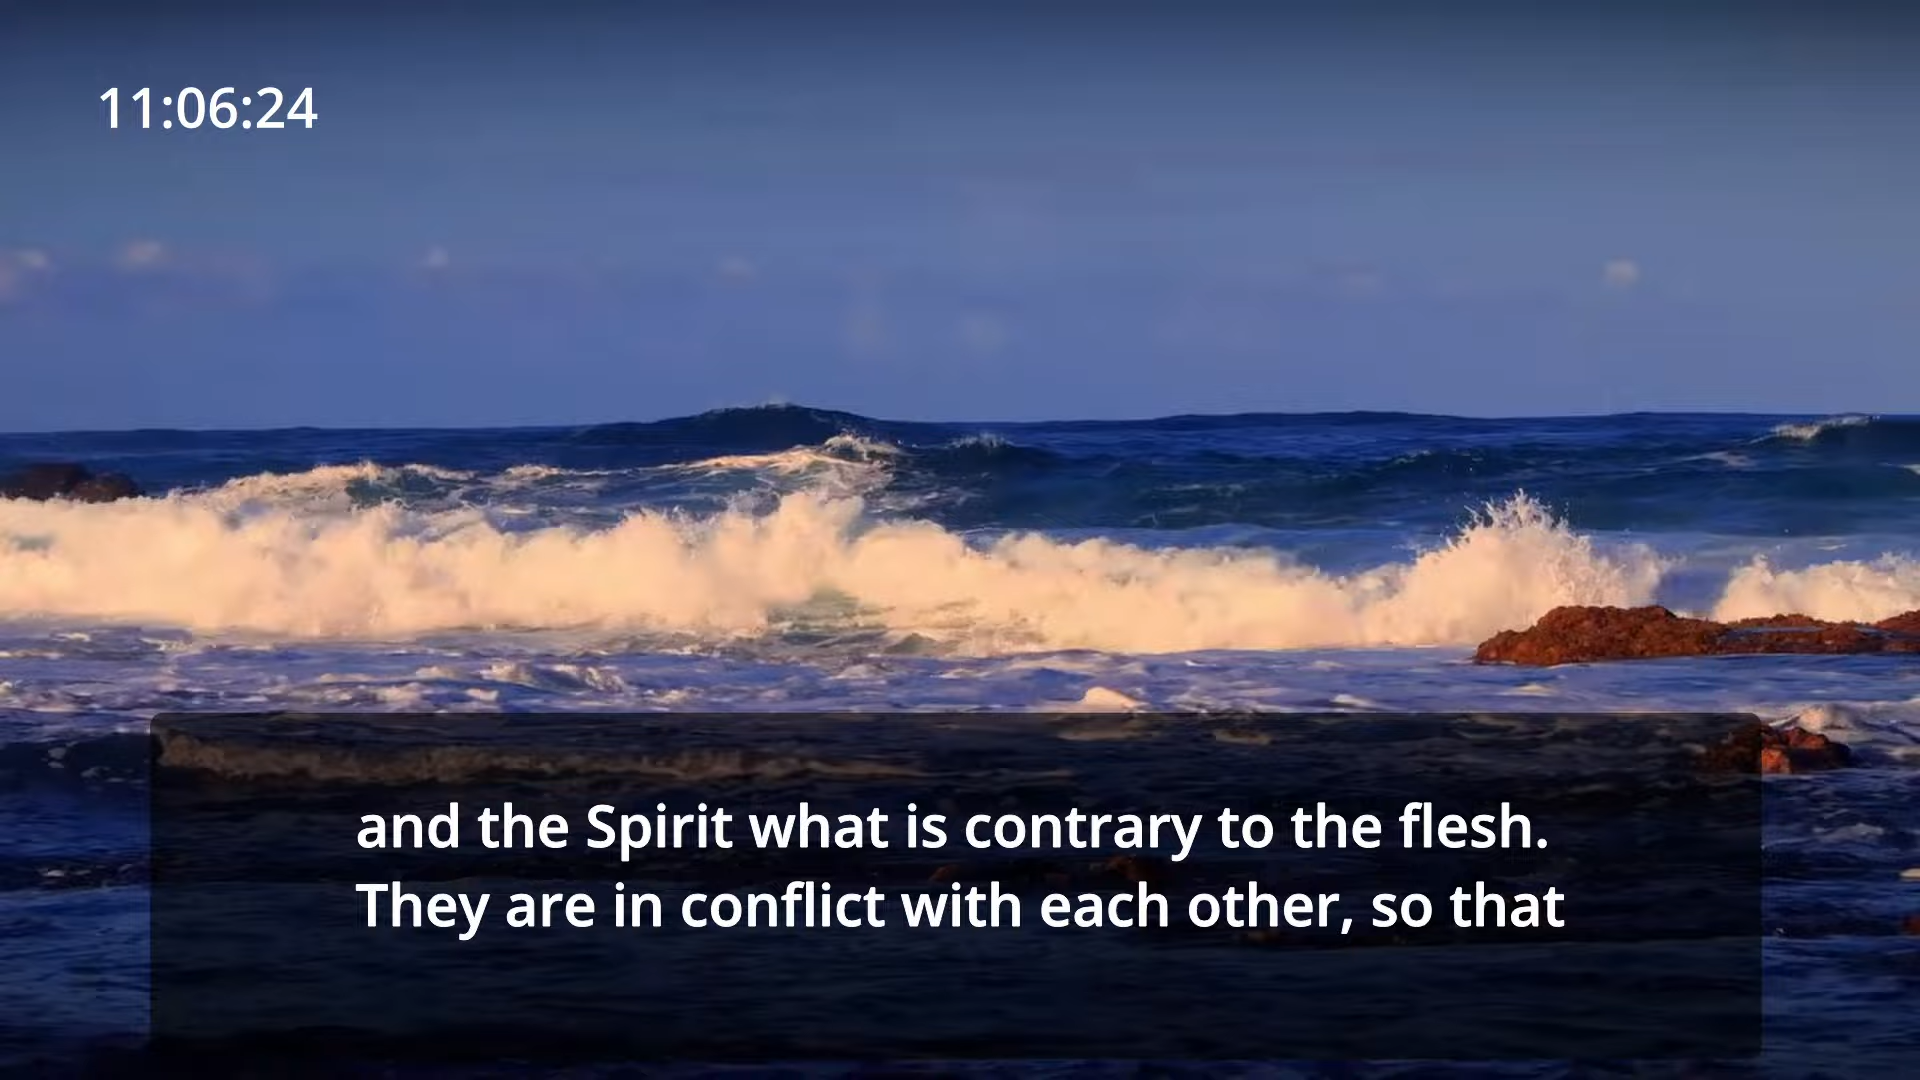 11:06:24
and the Spirit what is contrary to the flesh.
They are in conflict with each other, so that